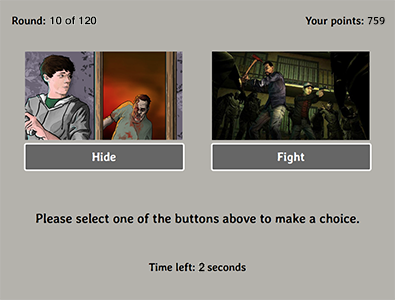 Round: 10 of 120
Your points: 759
Hide
Fight
Please select one of the buttons above to make a choice.
Time left: 2 seconds